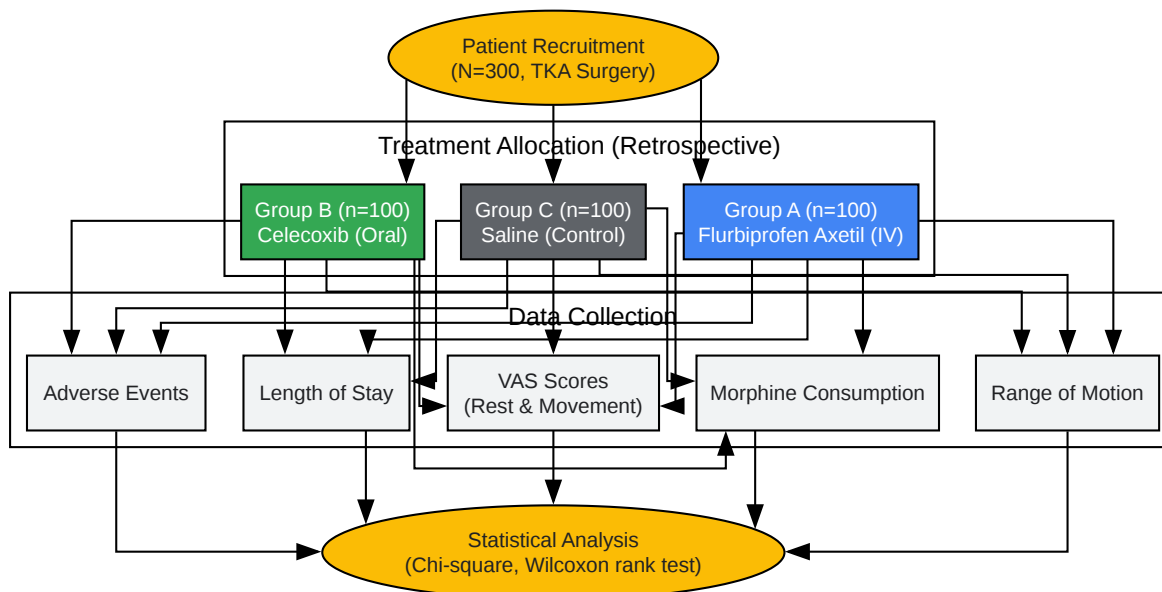 Patient Recruitment
(N=300, TKA Surgery)
Treatment Allocation (Retrospective)
Group B (n=100)
Celecoxib (Oral)
Group C (n=100)
Saline (Control)
Group A (n=100)
Flurbiprofen Axetil (IV)
Data Collection
Adverse Events
Length of Stay
VAS Scores
(Rest & Movement)
Morphine Consumption
Range of Motion
Statistical Analysis
(Chi-square, Wilcoxon rank test)